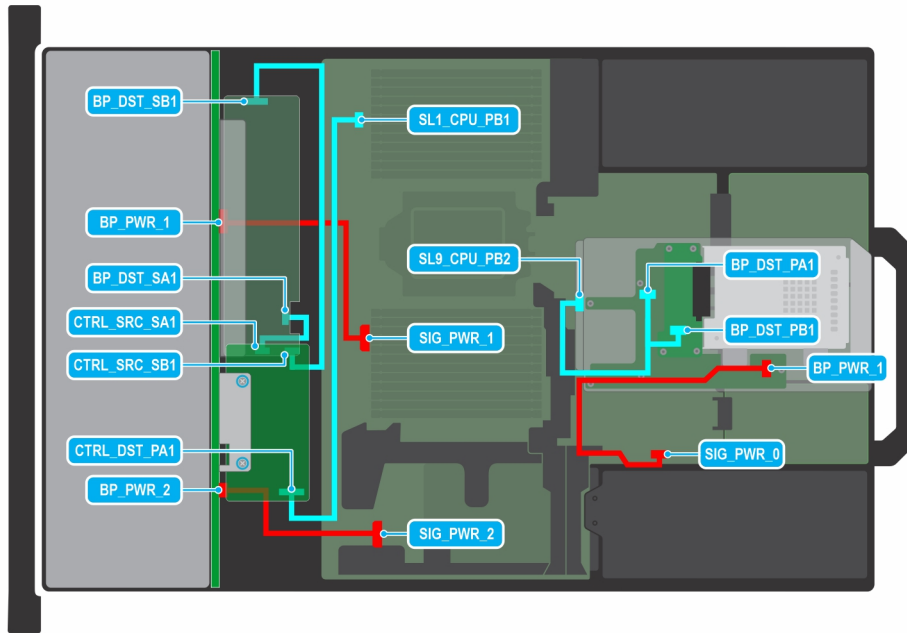 BP_DST_SB1
SL1_CPU_PB1
BP_PWR_1
SL9_CPU_PB2
BP_DST_PA1
BP_DST_SA1
CTRL_SRC_SA1
SIG_PWR_1
BP_DST_PB1
CTRL_SRC_SB1
BP_PWR_1
CTRL_DST_PA1
SIG_PWR_0
BP_PWR_2
SIG_PWR_2